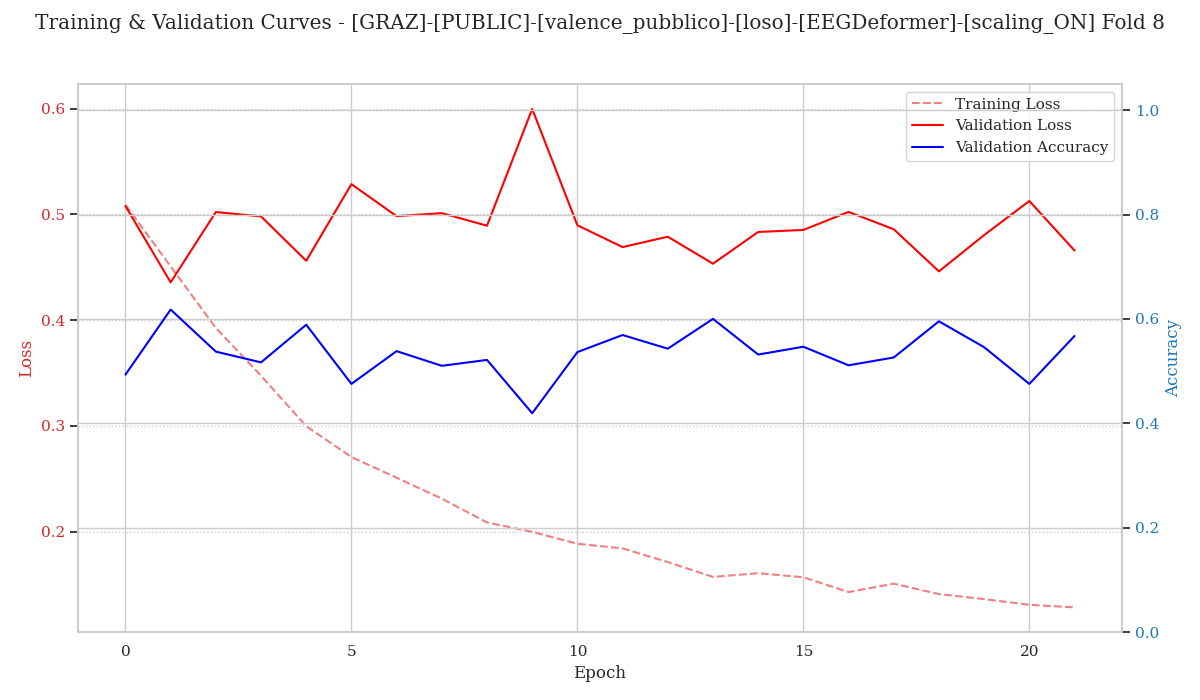 Training & Validation Curves - [GRAZ]-[PUBLIC]-[valence_pubblico]-[loso]-[EEGDeformer]-[scaling_ON] Fold 8
Training Loss
Validation Loss
Validation Accuracy
0.6
0.5
0.4
0.3
0.2
Loss
1.0
0.8
0.6
0.4
0.2
0.0
Accuracy
0
5
10
15
20
Epoch